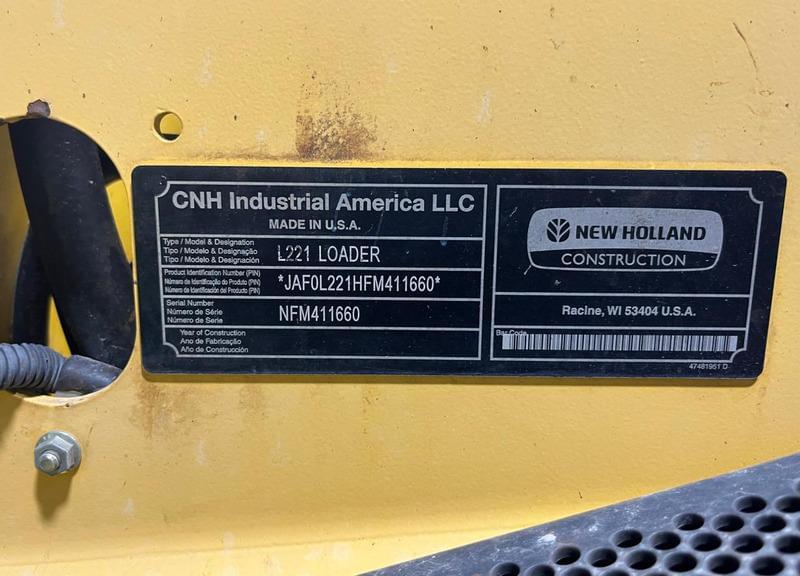 CNH Industrial America LLC
MADE IN U.S.A.
Type / Model & Designation
Tipo / Modelo & Designação
Tipo / Modelo & Designación
L221 LOADER
Product Identification Number (PIN)
Número de Identificação do Produto (PIN)
Número de Identificación del Producto (PIN)
*JAF0L221HFM411660*
Serial Number
Número de Série
Número de Serie
NFM411660
Year of Construction
Ano de Fabricação
Año de Construcción
NEW HOLLAND
CONSTRUCTION
Racine, WI 53404 U.S.A.
Bar Code
47481951 D